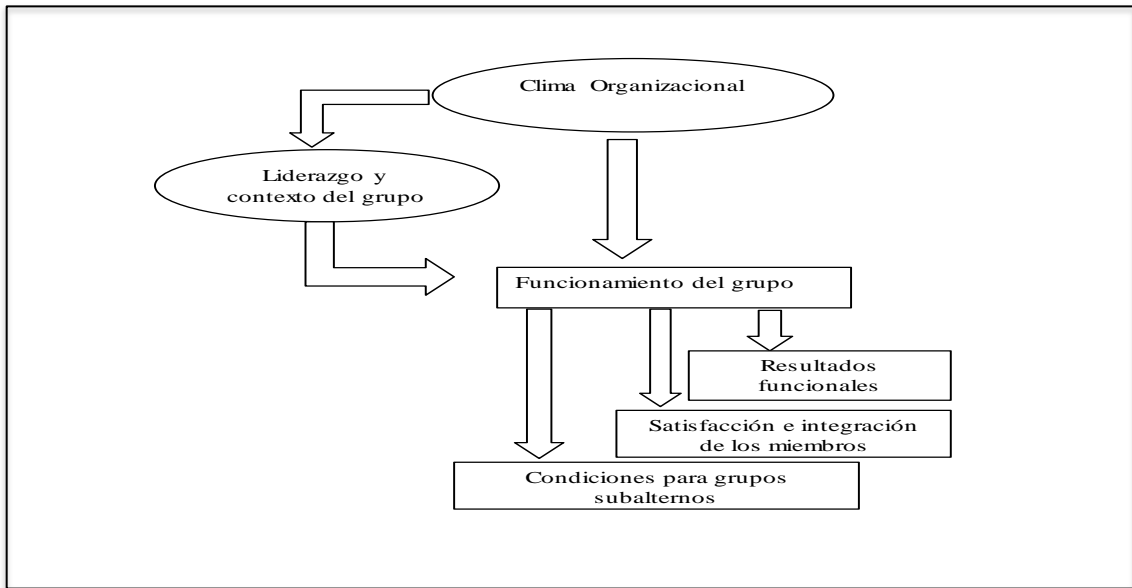 Clima Organizacional
Liderazgo y
contexto del grupo
Funcionamiento del grupo
Resultados
funcionales
Satisfacción e integración
de los miembros
Condiciones para grupos
subalternos